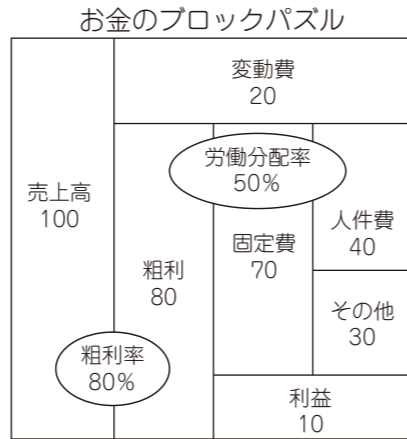 お金のブロックパズル
変動費
20
売上高
100
粗利
80
労働分配率
50%
固定費
70
人件費
40
その他
30
粗利率
80%
利益
10